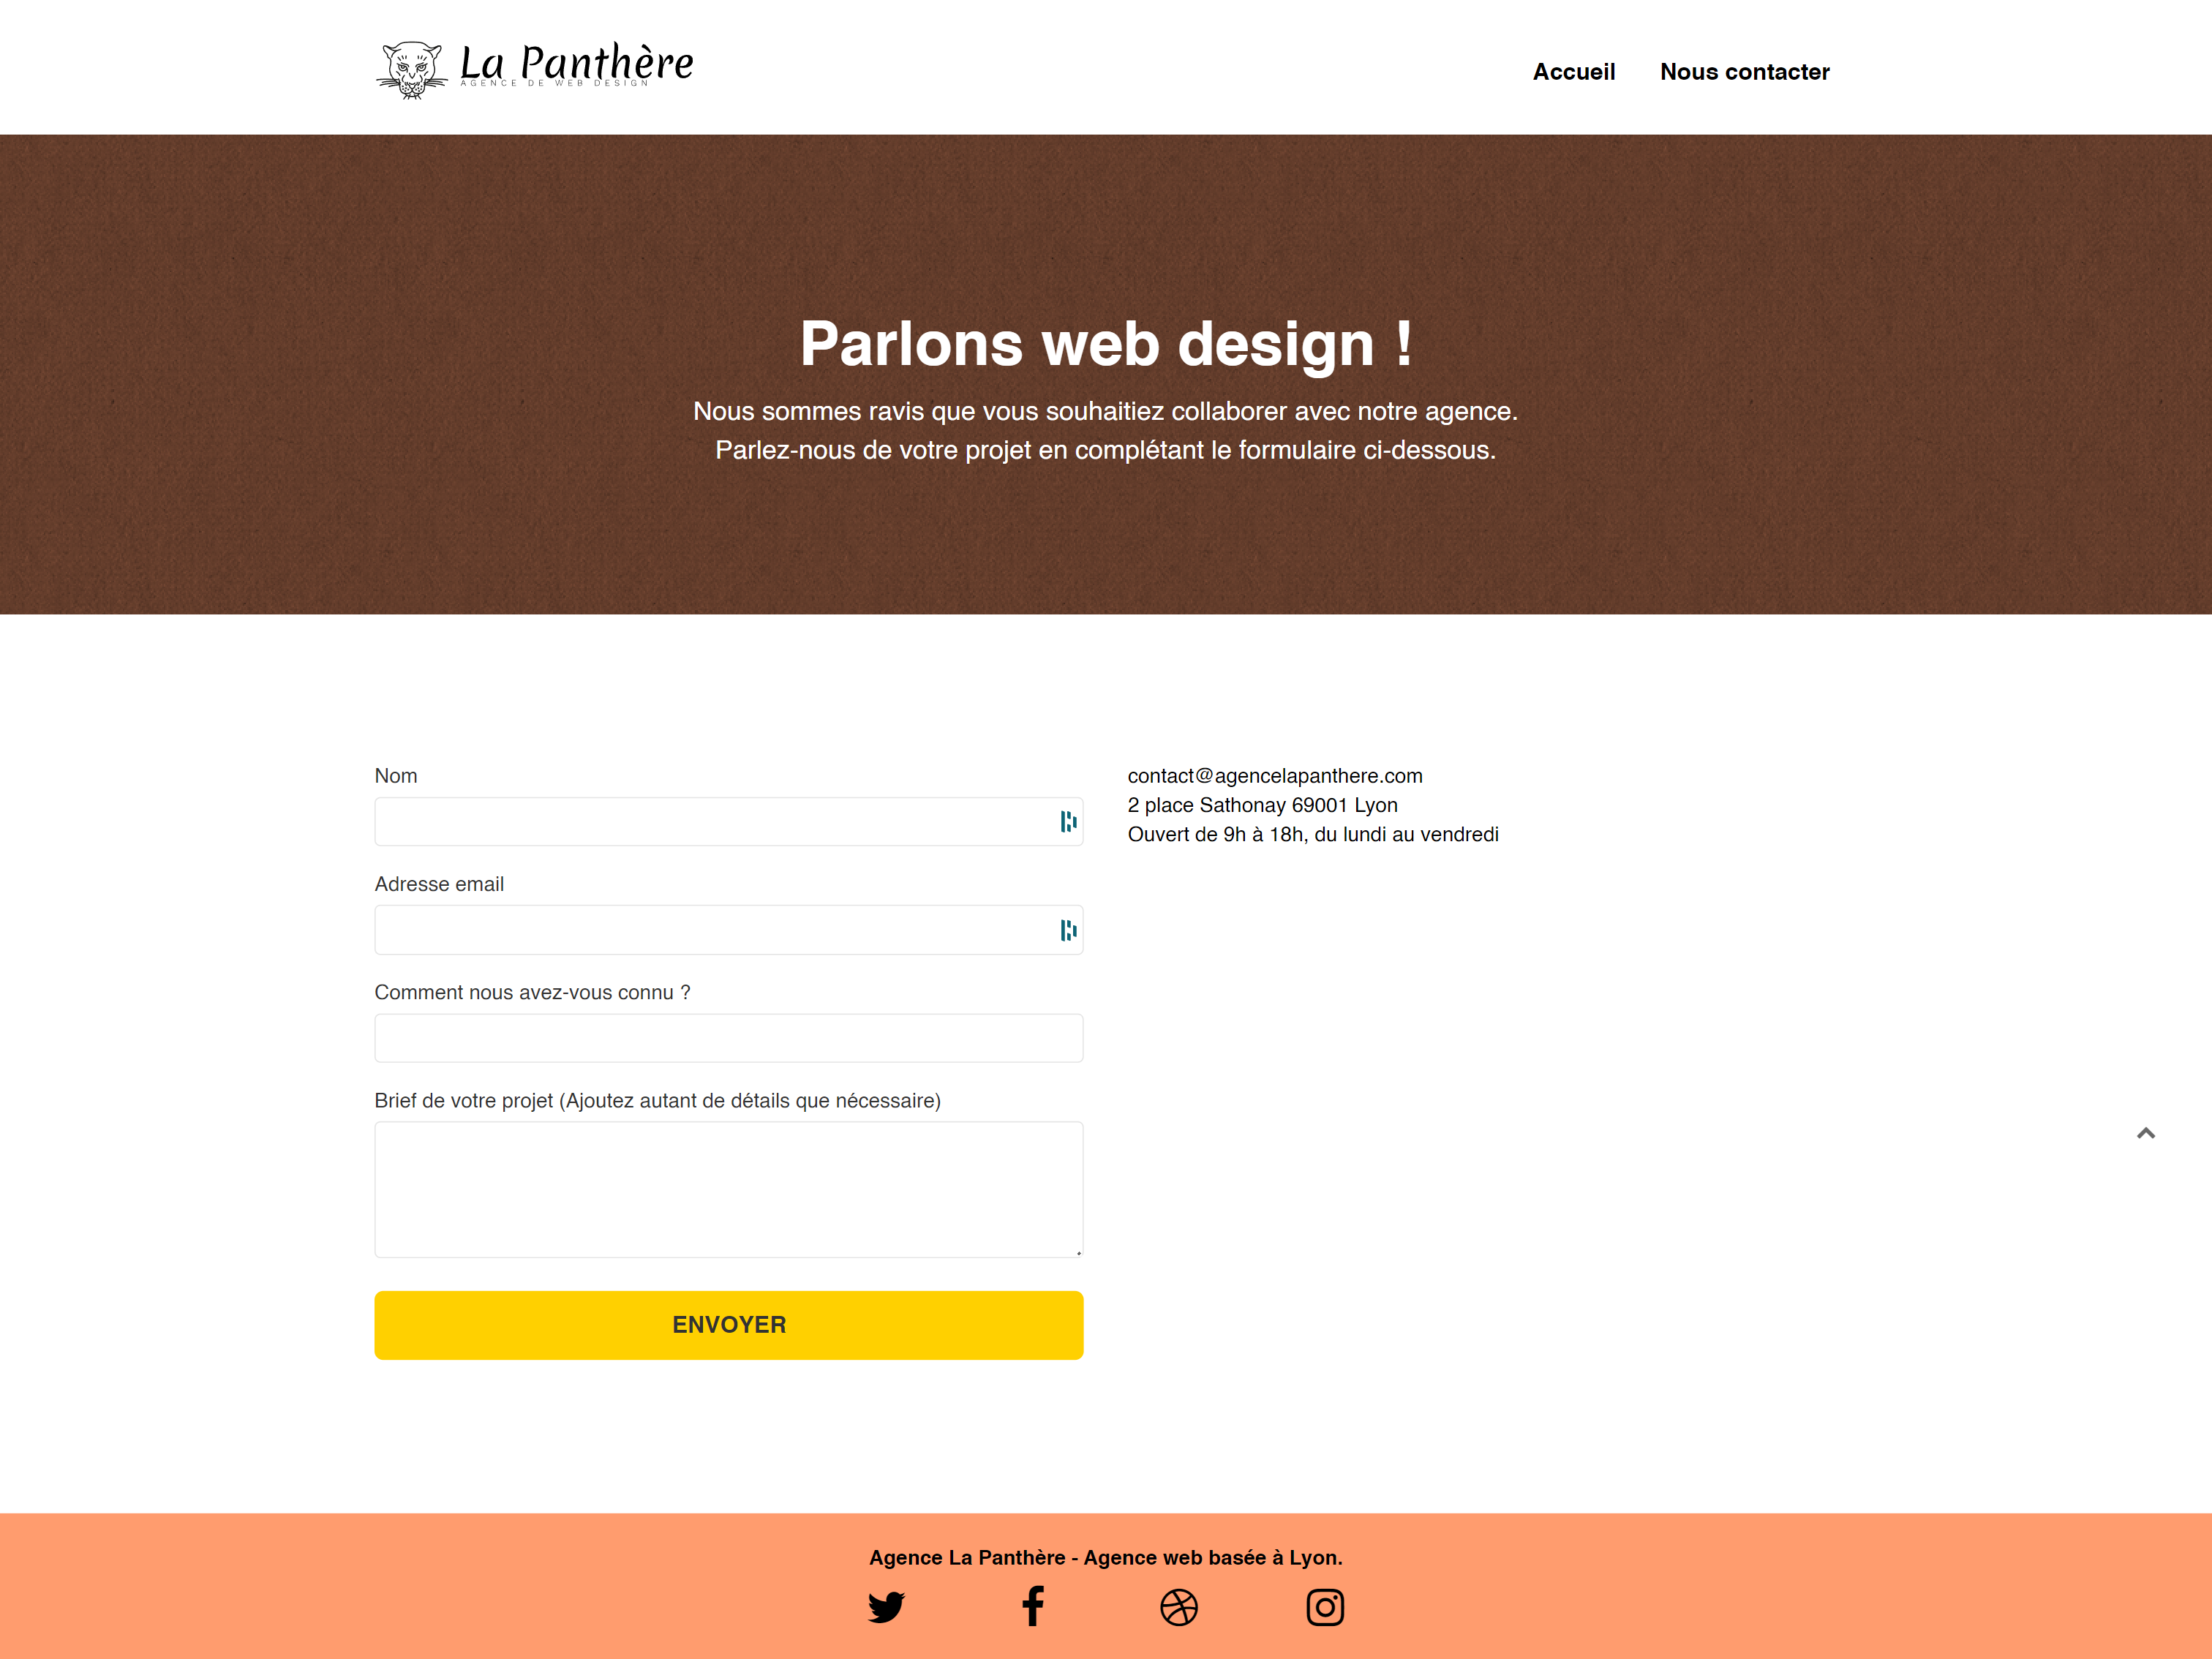 La Panthère
AGENCE DE WEB DESIGN
Accueil
Nous contacter
Parlons web design !
Nous sommes ravis que vous souhaitiez collaborer avec notre agence.
Parlez-nous de votre projet en complétant le formulaire ci-dessous.
Nom
Adresse email
Comment nous avez-vous connu ?
Brief de votre projet (Ajoutez autant de détails que nécessaire)
ENVOYER
contact@agencelapanthere.com
2 place Sathonay 69001 Lyon
Ouvert de 9h à 18h, du lundi au vendredi
Agence La Panthère - Agence web basée à Lyon.